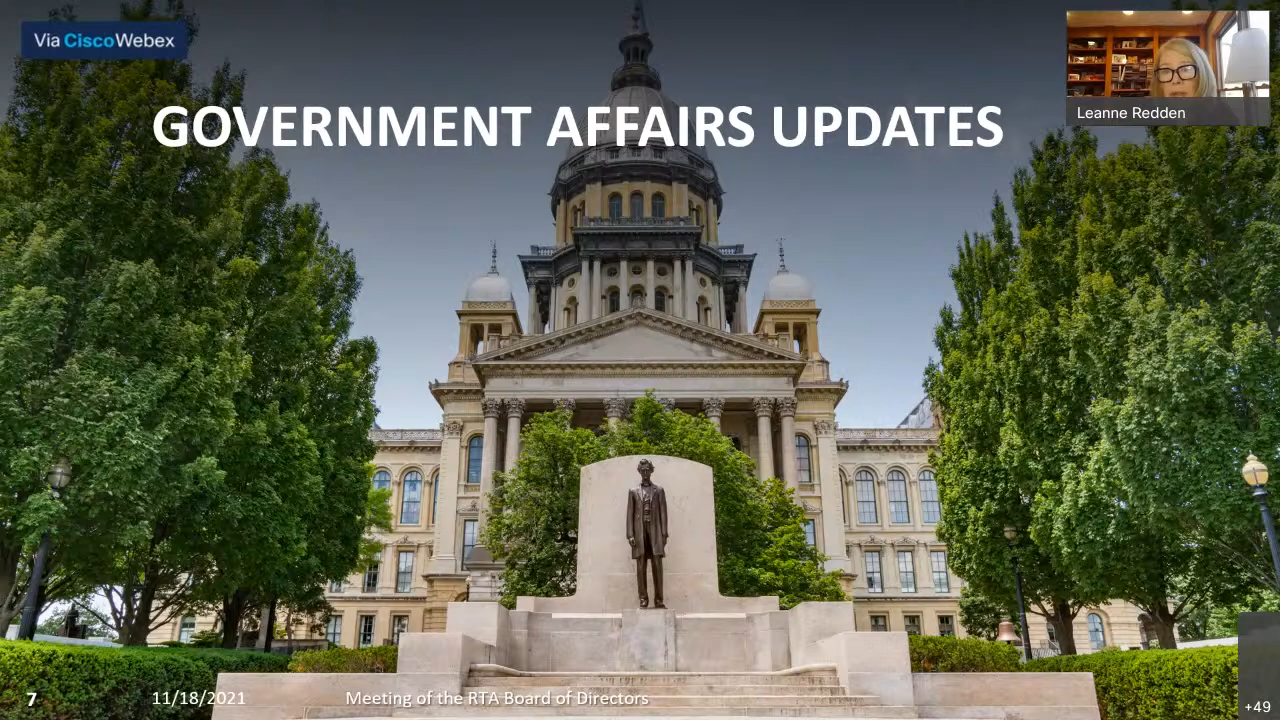 Via CiscoWebex
GOVERNMENT AFFAIRS UPDATES
Leanne Redden
7
11/18/2021
Meeting of the RTA Board of Directors
+49